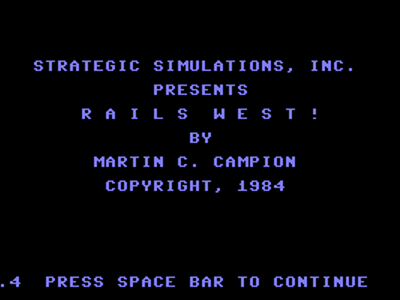 STRATEGIC SIMULATIONS, INC.
PRESENTS
R A I L S  W E S T !
BY
MARTIN C. CAMPION
COPYRIGHT, 1984
.4  PRESS SPACE BAR TO CONTINUE